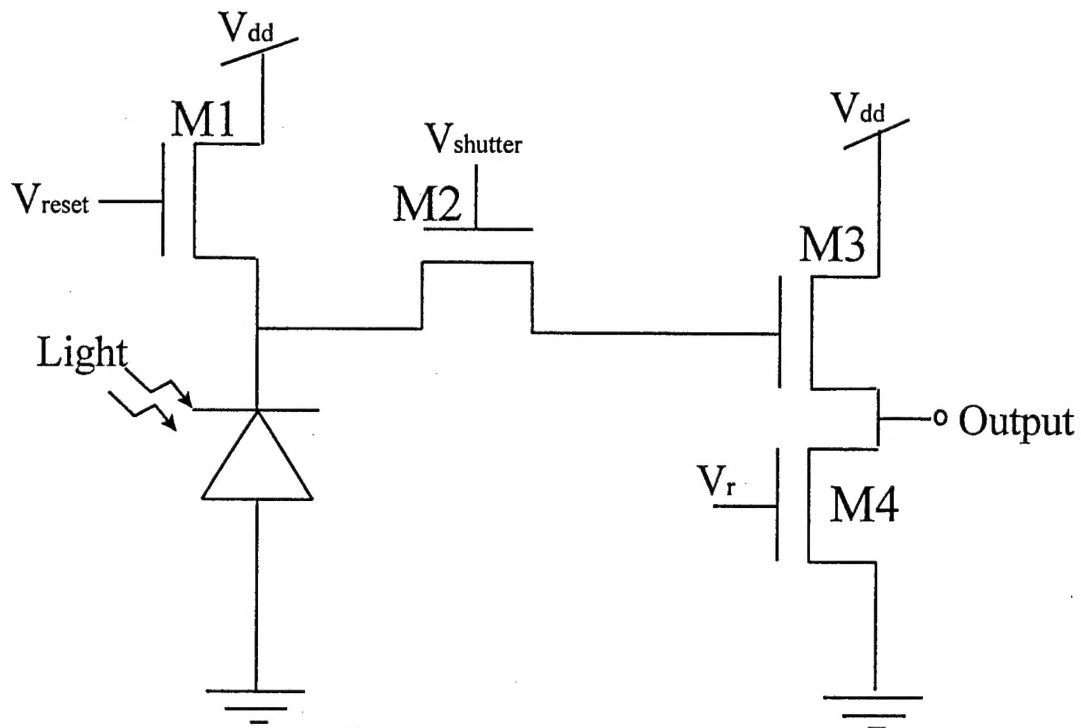 Vdd
M1
Vreset
Vshutter
M2
Vdd
M3
Light
Output
Vr
M4